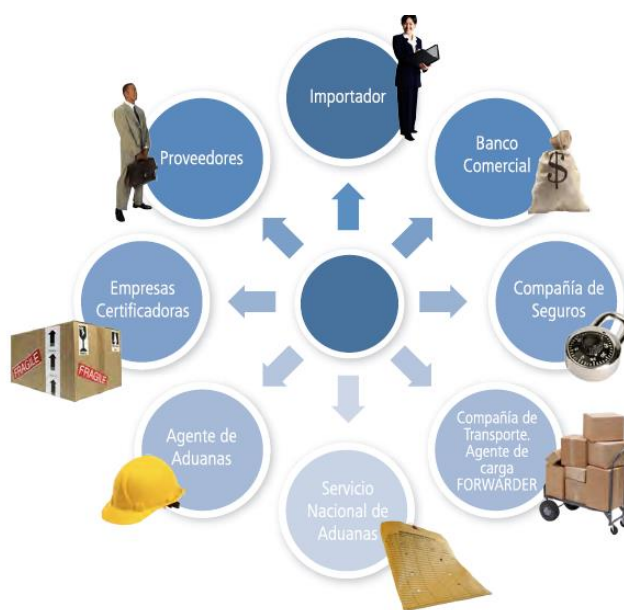 Importador
Banco
Comercial
Compañía de
Seguros
Compañía de
Transporte.
Agente de
carga
FORWARDER
Servicio
Nacional de
Aduanas
Agente de
Aduanas
Empresas
Certificadoras
Proveedores
FRAGILE
FRAGILE
$